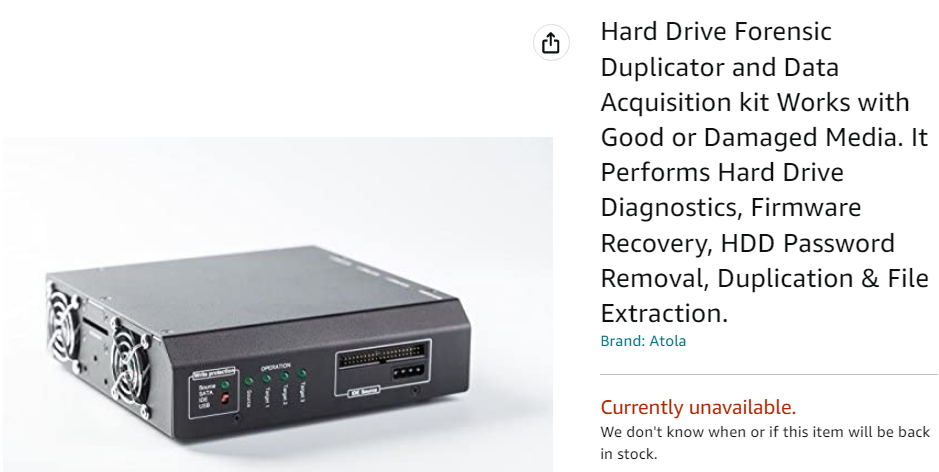 Hard Drive Forensic
Duplicator and Data
Acquisition kit Works with
Good or Damaged Media. It
Performs Hard Drive
Diagnostics, Firmware
Recovery, HDD Password
Removal, Duplication & File
Extraction.
Brand: Atola
Currently unavailable.
We don't know when or if this item will be back
in stock.
Write protection
Source
SATA
IDE
USB
OPERATION
Source
Target 1
Target 2
Target 3
IDE Source